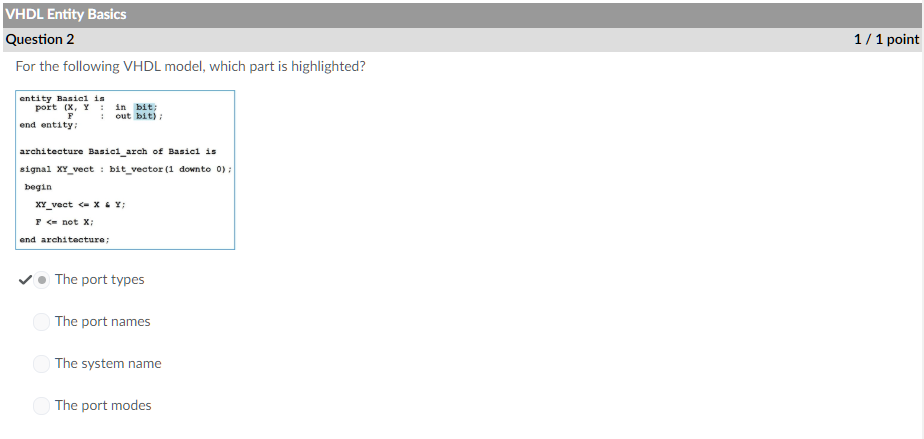 VHDL Entity Basics
Question 2 1 / 1 point
For the following VHDL model, which part is highlighted?
entity Basic1 is
port (X, Y : in bit;
F : out bit);
end entity;
architecture Basic1_arch of Basic1 is
signal XY_vect : bit_vector(1 downto 0);
begin
XY_vect <= X & Y;
F <= not X;
end architecture;
The port types
The port names
The system name
The port modes